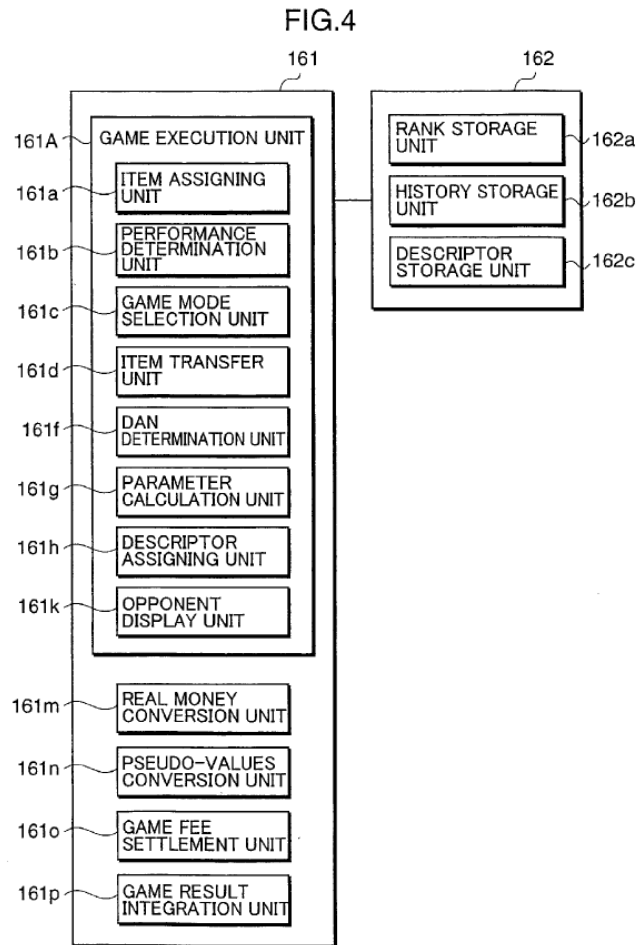 FIG.4
161
162
161A
GAME EXECUTION UNIT
161a
ITEM ASSIGNING
UNIT
161b
PERFORMANCE
DETERMINATION
UNIT
161c
GAME MODE
SELECTION UNIT
161d
ITEM TRANSFER
UNIT
161f
DAN
DETERMINATION UNIT
161g
PARAMETER
CALCULATION UNIT
161h
DESCRIPTOR
ASSIGNING UNIT
161k
OPPONENT
DISPLAY UNIT
161m
REAL MONEY
CONVERSION UNIT
161n
PSEUDO-VALUES
CONVERSION UNIT
161o
GAME FEE
SETTLEMENT UNIT
161p
GAME RESULT
INTEGRATION UNIT
RANK STORAGE
UNIT
162a
HISTORY STORAGE
UNIT
162b
DESCRIPTOR
STORAGE UNIT
162c